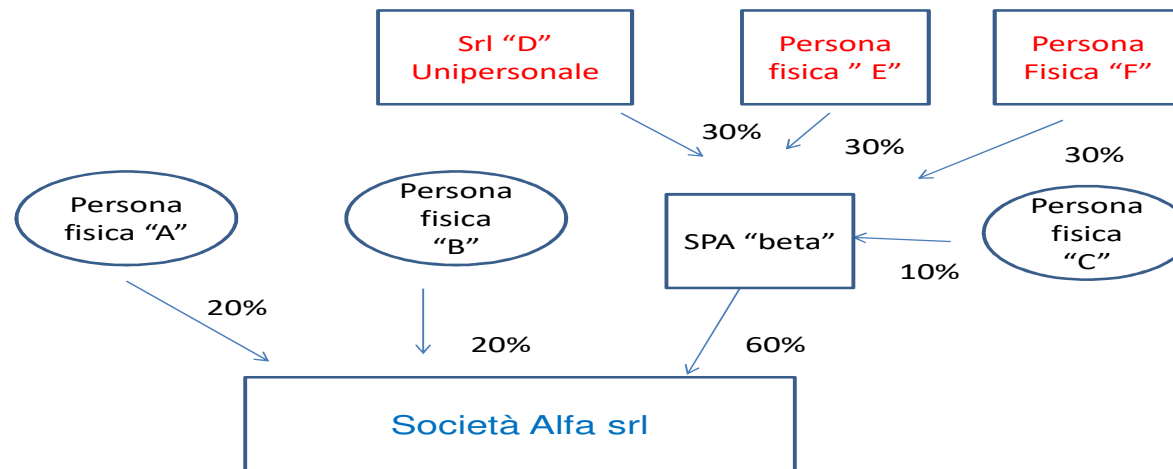 Srl “D”
Unipersonale
Persona
fisica ” E”
Persona
Fisica “F”
30%
30%
30%
Persona
fisica “A”
Persona
fisica
“B”
SPA “beta”
Persona
fisica
“C”
10%
20%
20%
60%
Società Alfa srl